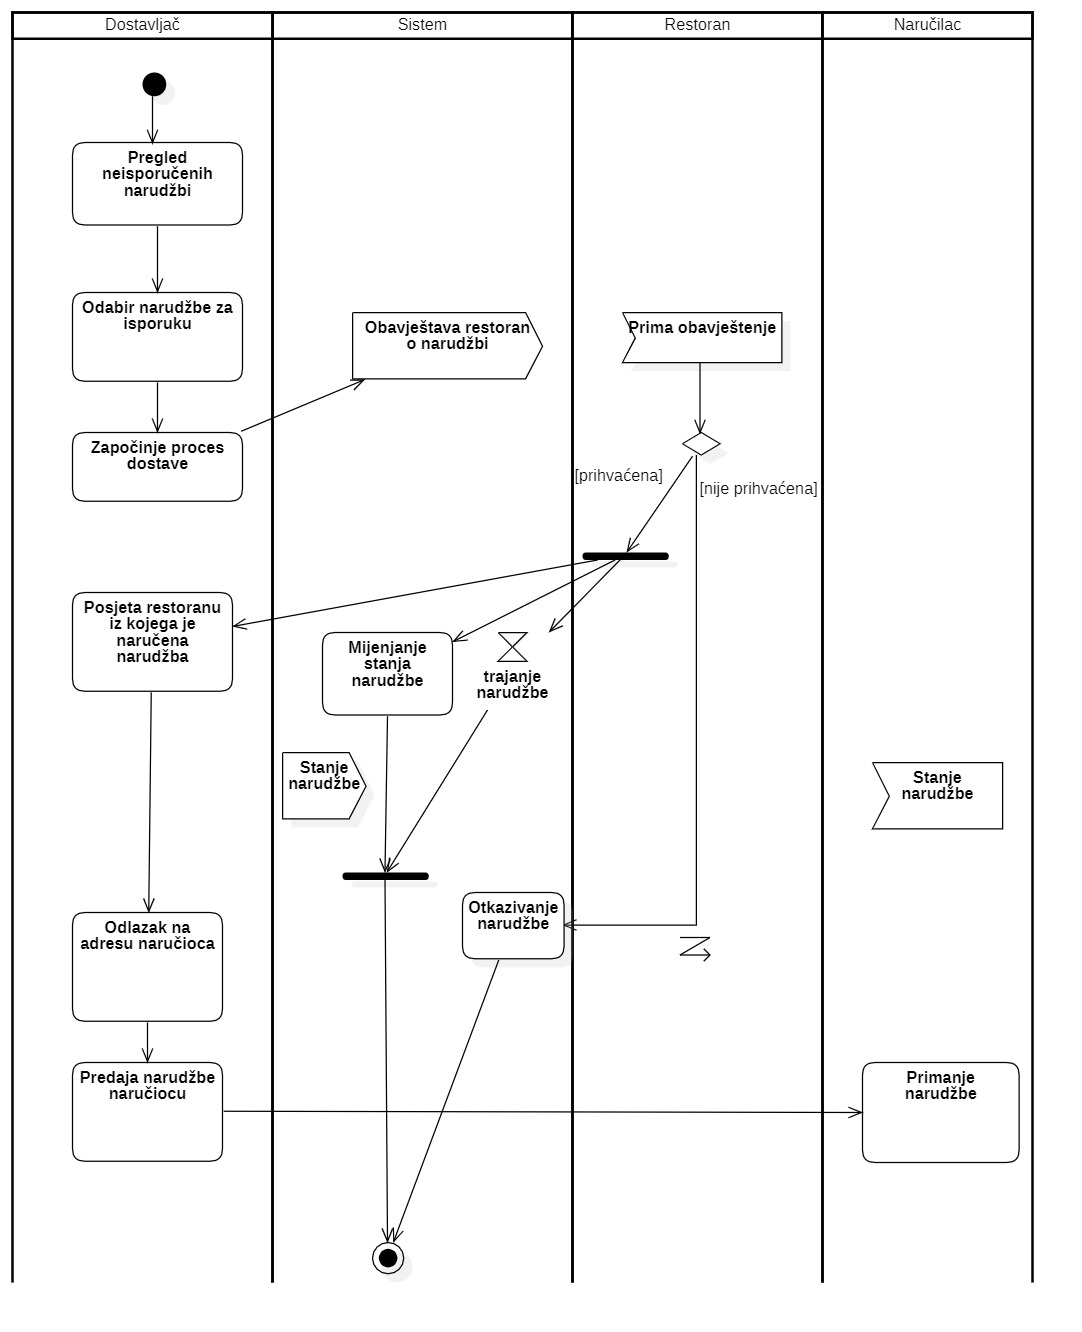 Dostavljač
Sistem
Restoran
Naručilac
Pregled
neisporučenih
narudžbi
Odabir narudžbe za
isporuku
Obavještava restoran
o narudžbi
Prima obavještenje
Započinje proces
dostave
[prihvaćena]
[nije prihvaćena]
Posjeta restoranu
iz kojega je
naručena
narudžba
Mijenjanje
stanja
narudžbe
trajanje
narudžbe
Stanje
narudžbe
Stanje
narudžbe
Odlazak na
adresu naručioca
Otkazivanje
narudžbe
Predaja narudžbe
naručiocu
Primanje
narudžbe